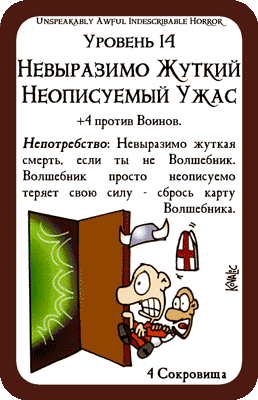 Unspeakably Awful Indescribable Horror
Уровень 14
Невыразимо Жуткий
Неописуемый Ужас
+4 против Воинов.
Непотребство: Невыразимо жуткая
смерть, если ты не Волшебник.
Волшебник просто неописуемо
теряет свою силу - сбрось карту
Волшебника.
Kovalic
4 Сокровища